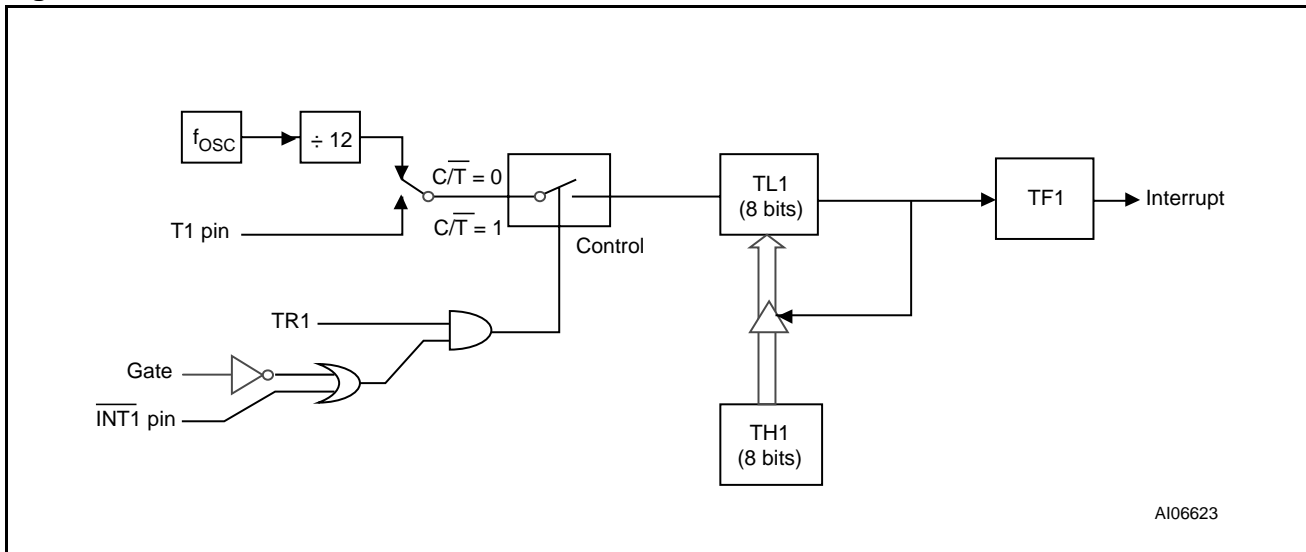 fOSC
÷ 12
C/T̅ = 0
T1 pin
C/T̅ = 1
Control
TL1
(8 bits)
TF1
Interrupt
TR1
Gate
I̅N̅T̅1̅ pin
TH1
(8 bits)
AI06623